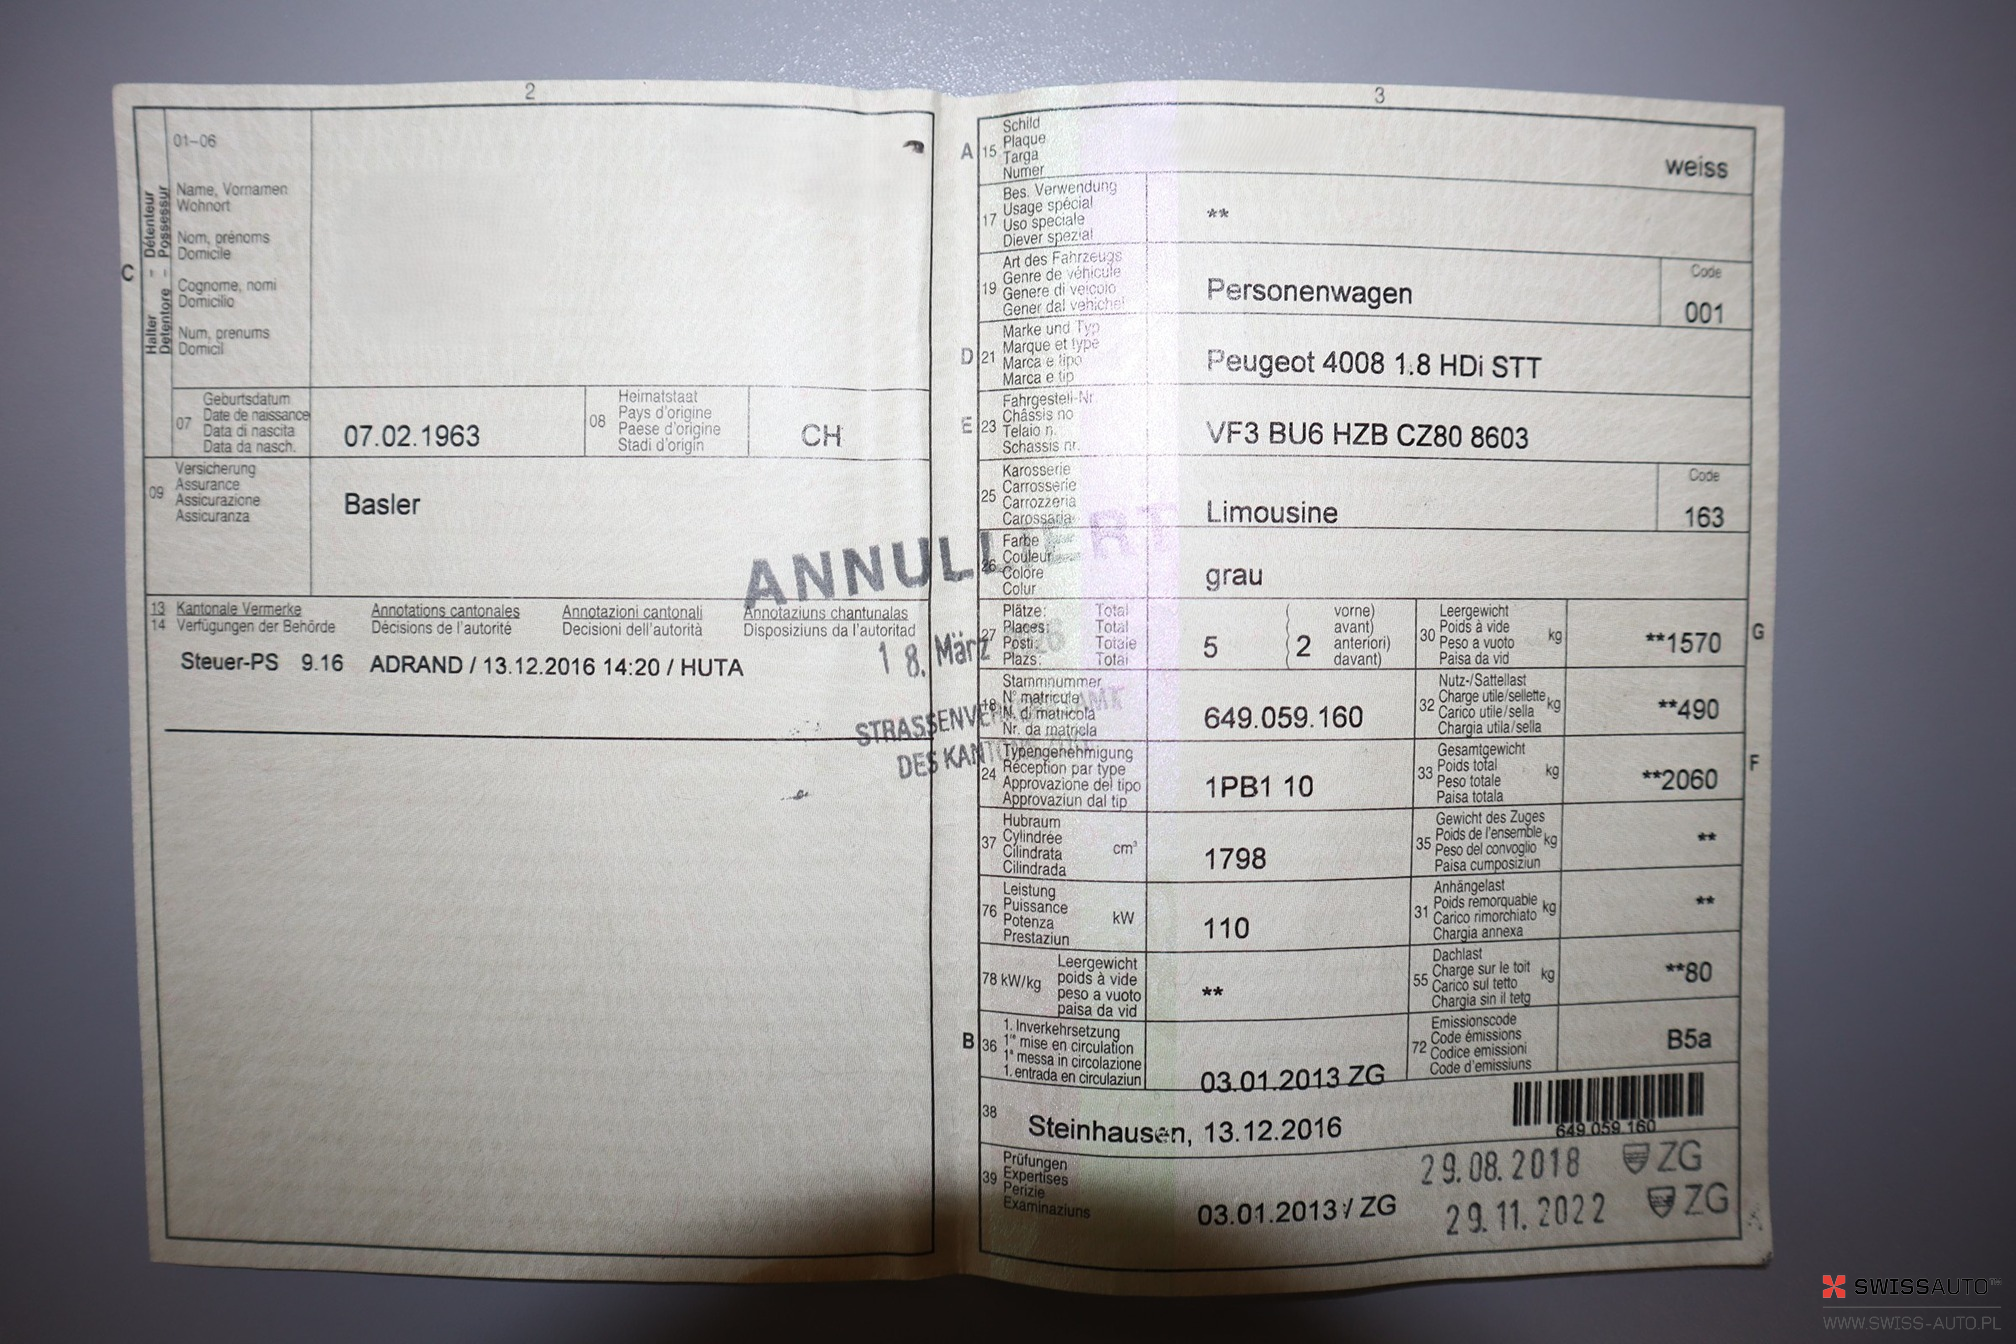 2
01–06
Halter - Détenteur
Detentore - Possessur
C
Name, Vornamen
Wohnort
Nom, prénoms
Domicile
Cognome, nomi
Domicilio
Num, prenums
Domicil
07
Geburtsdatum
Date de naissance
Data di nascita
Data da nasch.
07.02.1963
08
Heimatstaat
Pays d'origine
Paese d'origine
Stadi d'origin
CH
09
Versicherung
Assurance
Assicurazione
Assicuranza
Basler
13 Kantonale Vermerke Annotations cantonales Annotazioni cantonali Annotaziuns chantunalas
14 Verfügungen der Behörde Décisions de l'autorité Decisioni dell'autorità Disposiziuns da l'autoritad
Steuer-PS 9.16 ADRAND / 13.12.2016 14:20 / HUTA
ANNULLIERT
18. März
DES KANTONS
3
A 15
Schild
Plaque
Targa
Numer
weiss
17
Bes. Verwendung
Usage spécial
Uso speciale
Diever spezial
**
19
Art des Fahrzeugs
Genre de véhicule
Genere di veicolo
Gener dal vehichel
Personenwagen
Code
001
D 21
Marke und Typ
Marque et type
Marca e tipo
Marca e tip
Peugeot 4008 1.8 HDi STT
E 23
Fahrgestell-Nr
Châssis no
Telaio n.
Schassis nr.
VF3 BU6 HZB CZ80 8603
25
Karosserie
Carrosserie
Carrozzeria
Carossaria
Limousine
Code
163
26
Farbe
Couleur
Colore
Colur
grau
27
Plätze: Total
Places: Total
Posti: Totale
Plazs: Total
5
( 2
vorne)
avant)
anteriori)
davant)
30
Leergewicht
Poids à vide
Peso a vuoto
Paisa da vid
kg
**1570
G
18
Stammnummer
N° matricule
N. di matricola
Nr. da matricla
649.059.160
32
Nutz-/Sattellast
Charge utile/sellette
Carico utile/sella
Chargia utila/sella
kg
**490
24
Typengenehmigung
Réception par type
Approvazione del tipo
Approvaziun dal tip
1PB1 10
33
Gesamtgewicht
Poids total
Peso totale
Paisa totala
kg
**2060
F
37
Hubraum
Cylindrée
Cilindrata
Cilindrada
cm³
1798
35
Gewicht des Zuges
Poids de l'ensemble
Peso del convoglio
Paisa cumposiziun
kg
**
76
Leistung
Puissance
Potenza
Prestaziun
kW
110
31
Anhängelast
Poids remorquable
Carico rimorchiato
Chargia annexa
kg
**
78 kW/kg
Leergewicht
poids à vide
peso a vuoto
paisa da vid
**
55
Dachlast
Charge sur le toit
Carico sul tetto
Chargia sin il tetg
kg
**80
B 36
1. Inverkehrsetzung
1re mise en circulation
1a messa in circolazione
1. entrada en circulaziun
03.01.2013 ZG
72
Emissionscode
Code émissions
Codice emissioni
Code d'emissiuns
B5a
38
Steinhausen, 13.12.2016
649.059.160
39
Prüfungen
Expertises
Perizie
Examinaziuns
03.01.2013 / ZG
29.08.2018 ZG
29.11.2022 ZG
SWISSAUTO™
WWW.SWISS-AUTO.PL